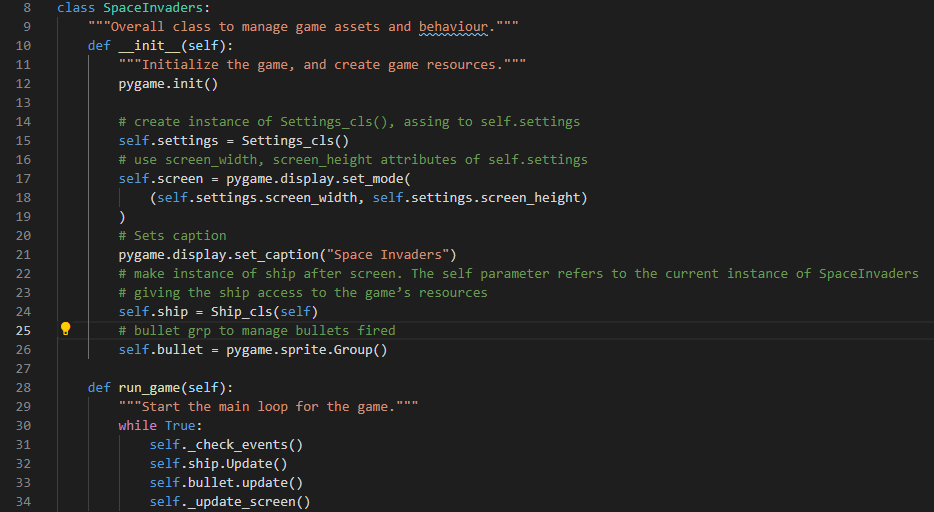 8 class SpaceInvaders:
9 """Overall class to manage game assets and behaviour."""
10 def __init__(self):
11 """Initialize the game, and create game resources."""
12 pygame.init()
13
14 # create instance of Settings_cls(), assing to self.settings
15 self.settings = Settings_cls()
16 # use screen_width, screen_height attributes of self.settings
17 self.screen = pygame.display.set_mode(
18 (self.settings.screen_width, self.settings.screen_height)
19 )
20 # Sets caption
21 pygame.display.set_caption("Space Invaders")
22 # make instance of ship after screen. The self parameter refers to the current instance of SpaceInvaders
23 # giving the ship access to the game’s resources
24 self.ship = Ship_cls(self)
25 # bullet grp to manage bullets fired
26 self.bullet = pygame.sprite.Group()
27
28 def run_game(self):
29 """Start the main loop for the game."""
30 while True:
31 self._check_events()
32 self.ship.Update()
33 self.bullet.update()
34 self._update_screen()